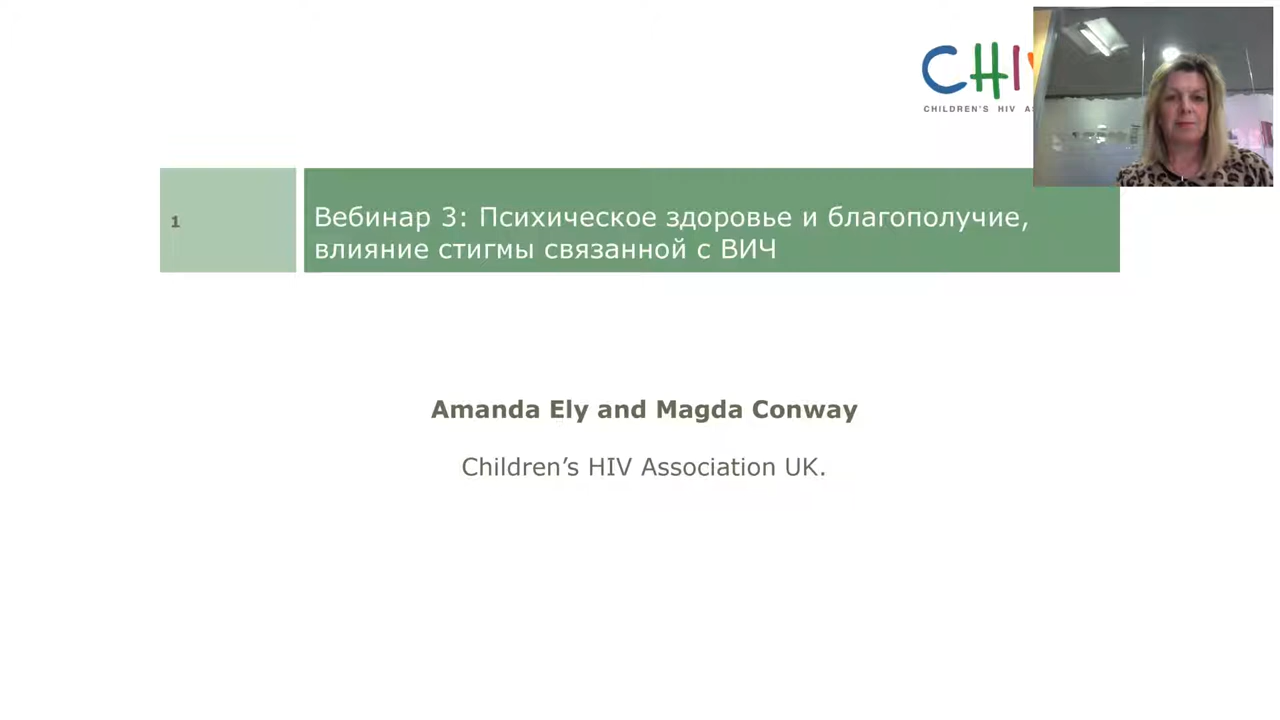 CHI
CHILDREN'S HIV AS
1
Вебинар 3: Психическое здоровье и благополучие,
влияние стигмы связанной с ВИЧ
Amanda Ely and Magda Conway
Children’s HIV Association UK.